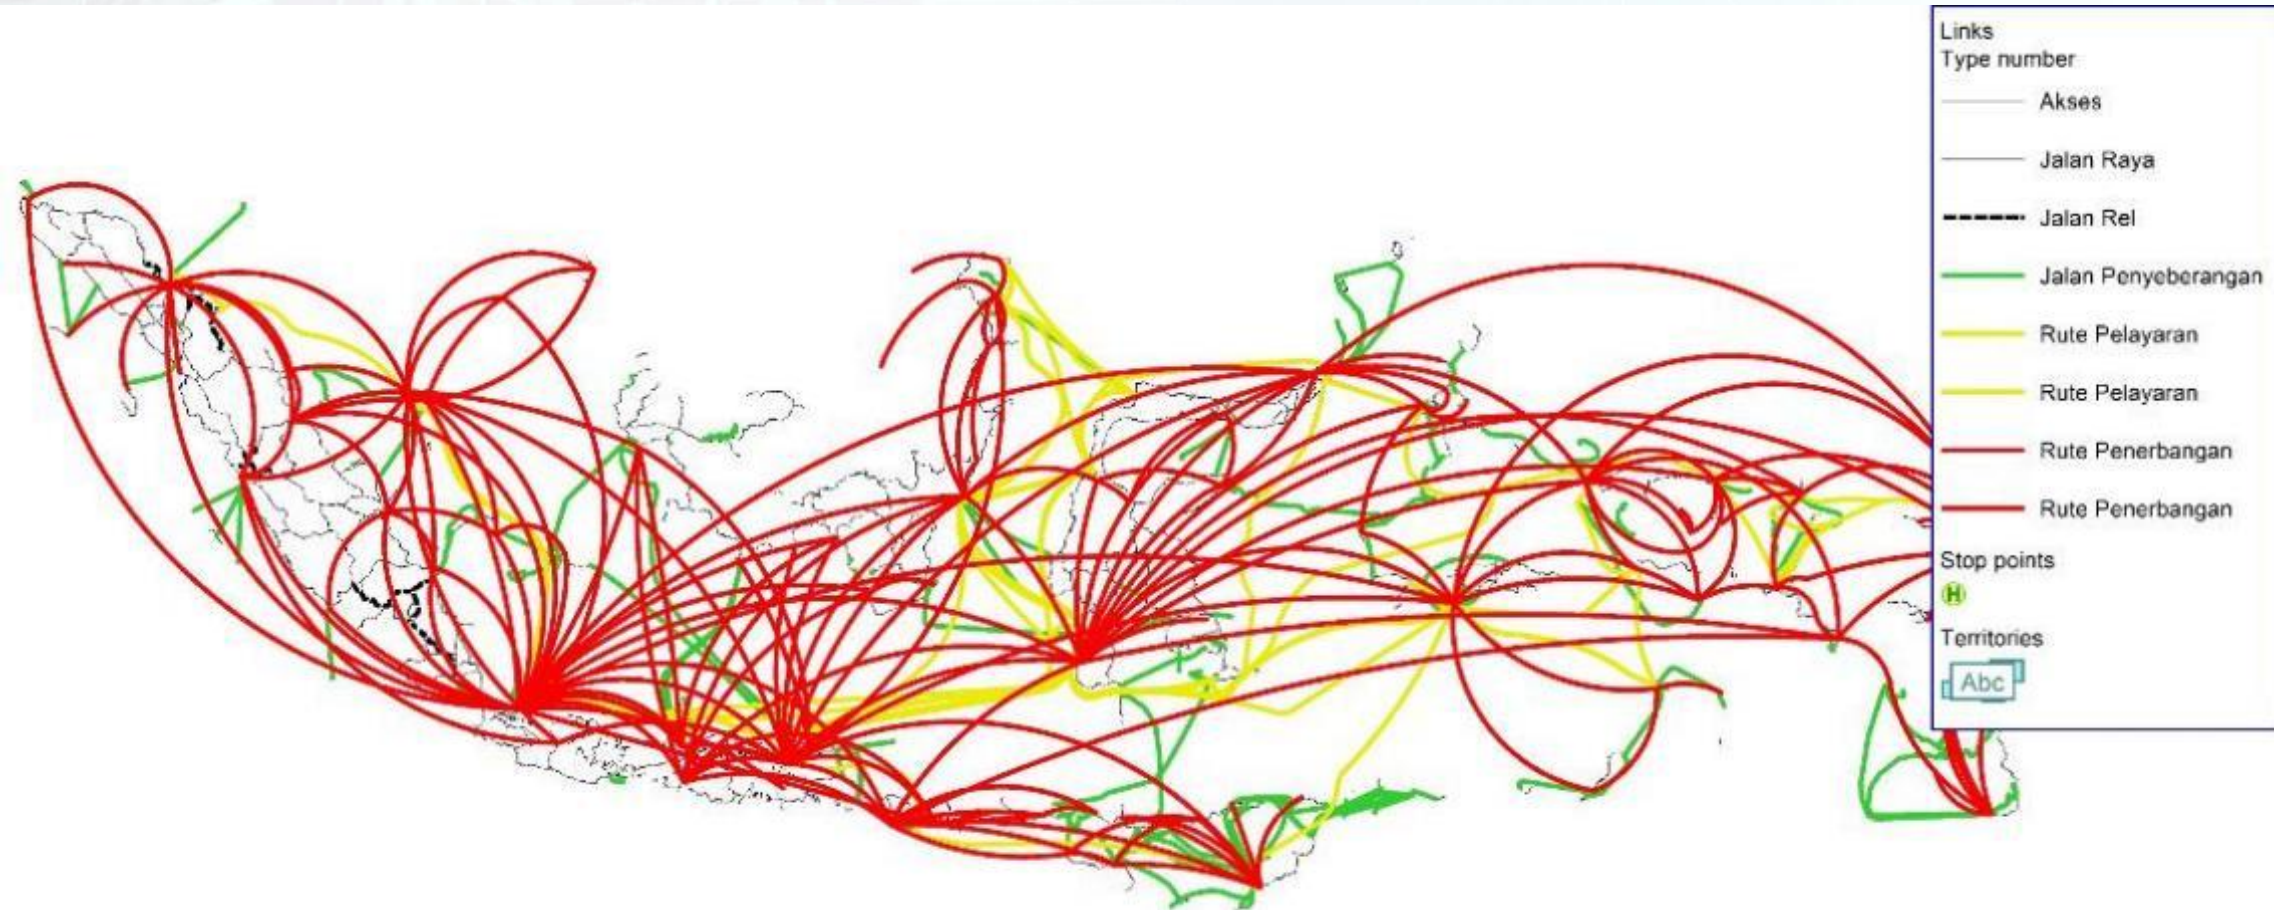 Links
Type number
Akses
Jalan Raya
Jalan Rel
Jalan Penyeberangan
Rute Pelayaran
Rute Pelayaran
Rute Penerbangan
Rute Penerbangan
Stop points
H
Territories
Abc